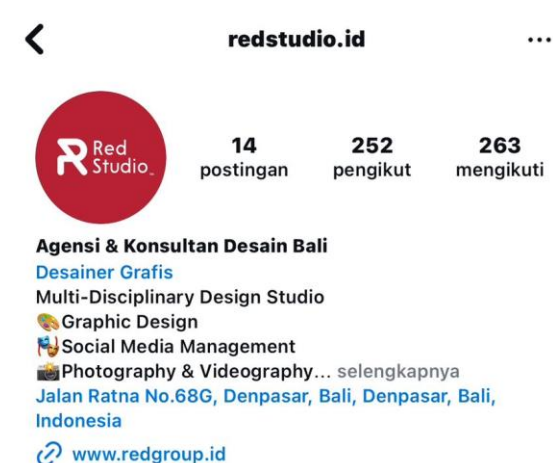 redstudio.id
Red
Studio
14 252 263
postingan pengikut mengikuti
Agensi & Konsultan Desain Bali
Desainer Grafis
Multi-Disciplinary Design Studio
🎨Graphic Design
🎭Social Media Management
📸Photography & Videography... selengkapnya
Jalan Ratna No.68G, Denpasar, Bali, Denpasar, Bali,
Indonesia
www.redgroup.id